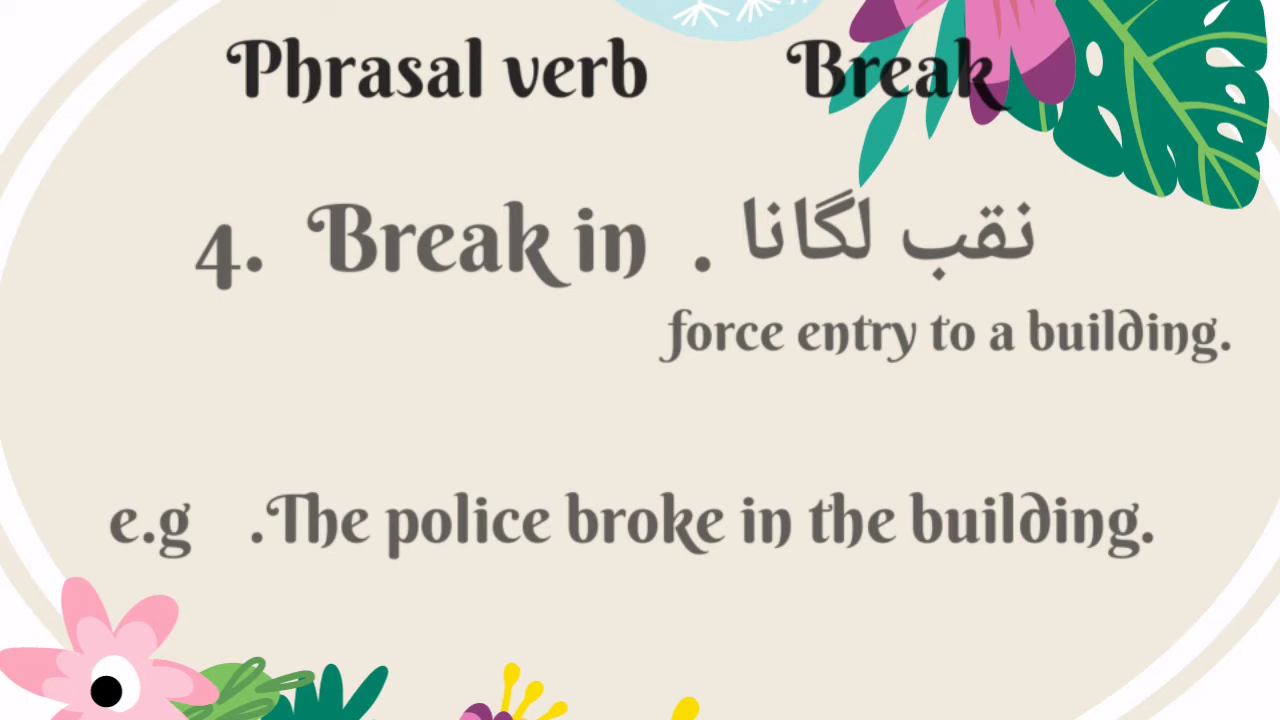 Phrasal verb Break
4. Break in . نقب لگانا
force entry to a building.
e.g .The police broke in the building.